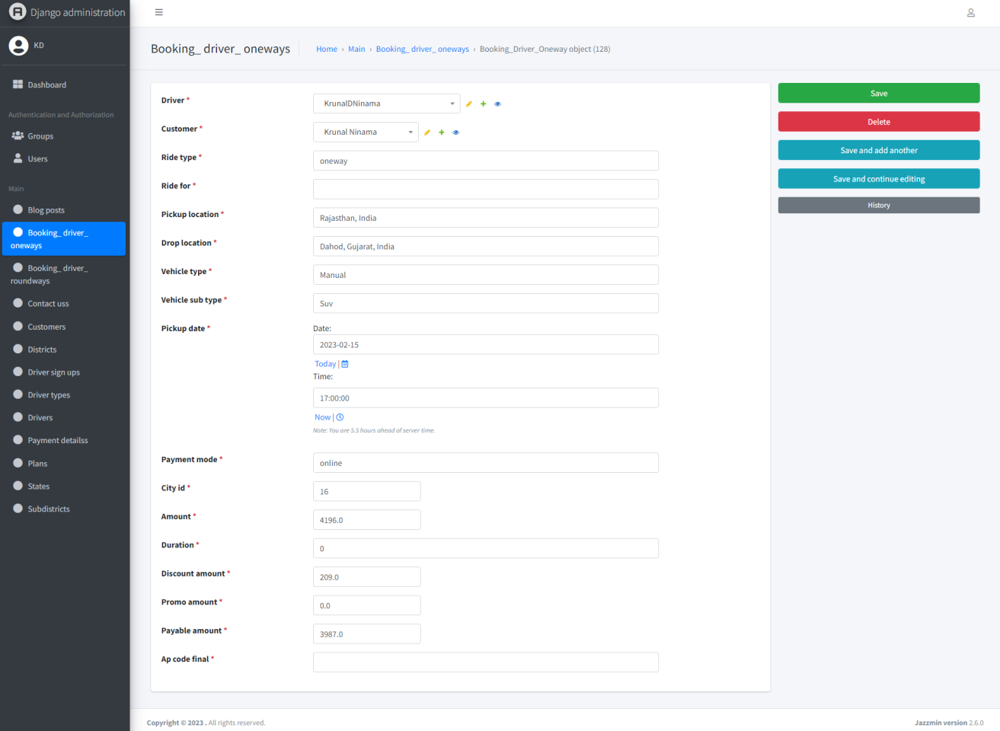 Django administration
KD
Dashboard
Authentication and Authorization
Groups
Users
Main
Blog posts
Booking_ driver_
oneways
Booking_ driver_
roundways
Contact uss
Customers
Districts
Driver sign ups
Driver types
Drivers
Payment detailss
Plans
States
Subdistricts
Booking_ driver_ oneways
Home › Main › Booking_ driver_ oneways › Booking_Driver_Oneway object (128)
Driver *
KrunalDNinama
Customer *
Krunal Ninama
Ride type *
oneway
Ride for *
Pickup location *
Rajasthan, India
Drop location *
Dahod, Gujarat, India
Vehicle type *
Manual
Vehicle sub type *
Suv
Pickup date *
Date:
2023-02-15
Today |
Time:
17:00:00
Now |
Note: You are 5.5 hours ahead of server time.
Payment mode *
online
City id *
16
Amount *
4196.0
Duration *
0
Discount amount *
209.0
Promo amount *
0.0
Payable amount *
3987.0
Ap code final *
Save
Delete
Save and add another
Save and continue editing
History
Copyright © 2023 . All rights reserved.
Jazzmin version 2.6.0